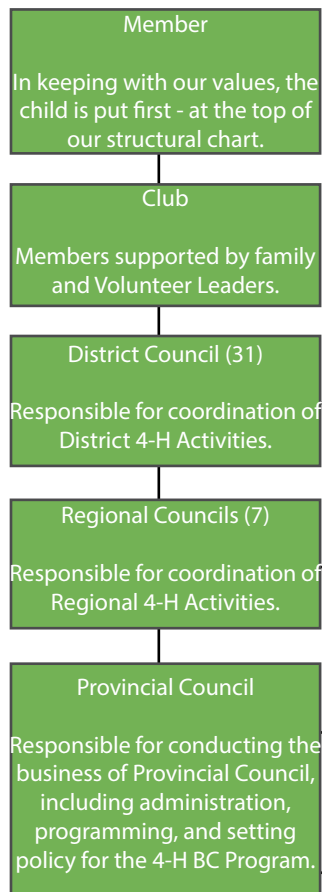 Member
In keeping with our values, the
child is put first - at the top of
our structural chart.
Club
Members supported by family
and Volunteer Leaders.
District Council (31)
Responsible for coordination of
District 4-H Activities.
Regional Councils (7)
Responsible for coordination of
Regional 4-H Activities.
Provincial Council
Responsible for conducting the
business of Provincial Council,
including administration,
programming, and setting
policy for the 4-H BC Program.